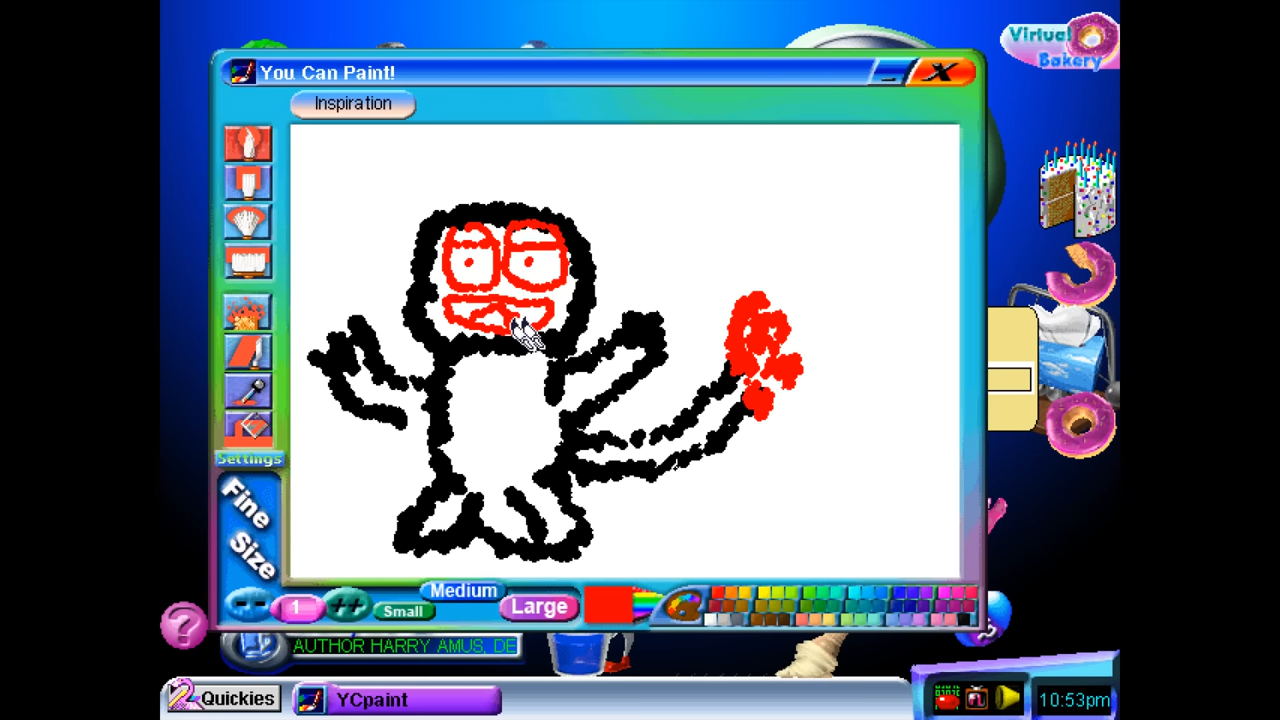 Virtual
Bakery
You Can Paint!
Inspiration
Settings
Fine
Size
1
Small
Medium
Large
AUTHOR HARRY AMUS, DE
Quickies
YCpaint
10:53pm